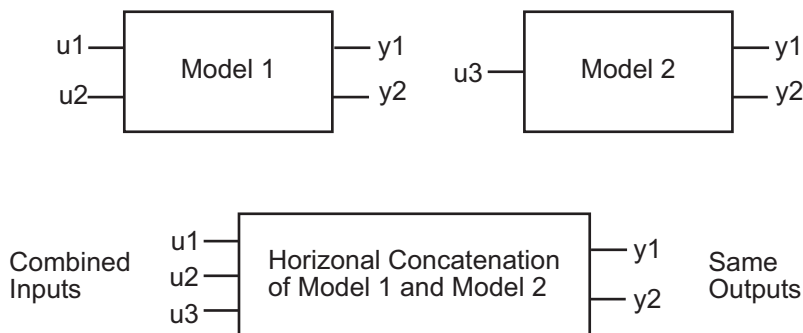 u1
u2
Model 1
y1
y2
u3
Model 2
y1
y2
Combined
Inputs
u1
u2
u3
Horizonal Concatenation
of Model 1 and Model 2
y1
y2
Same
Outputs